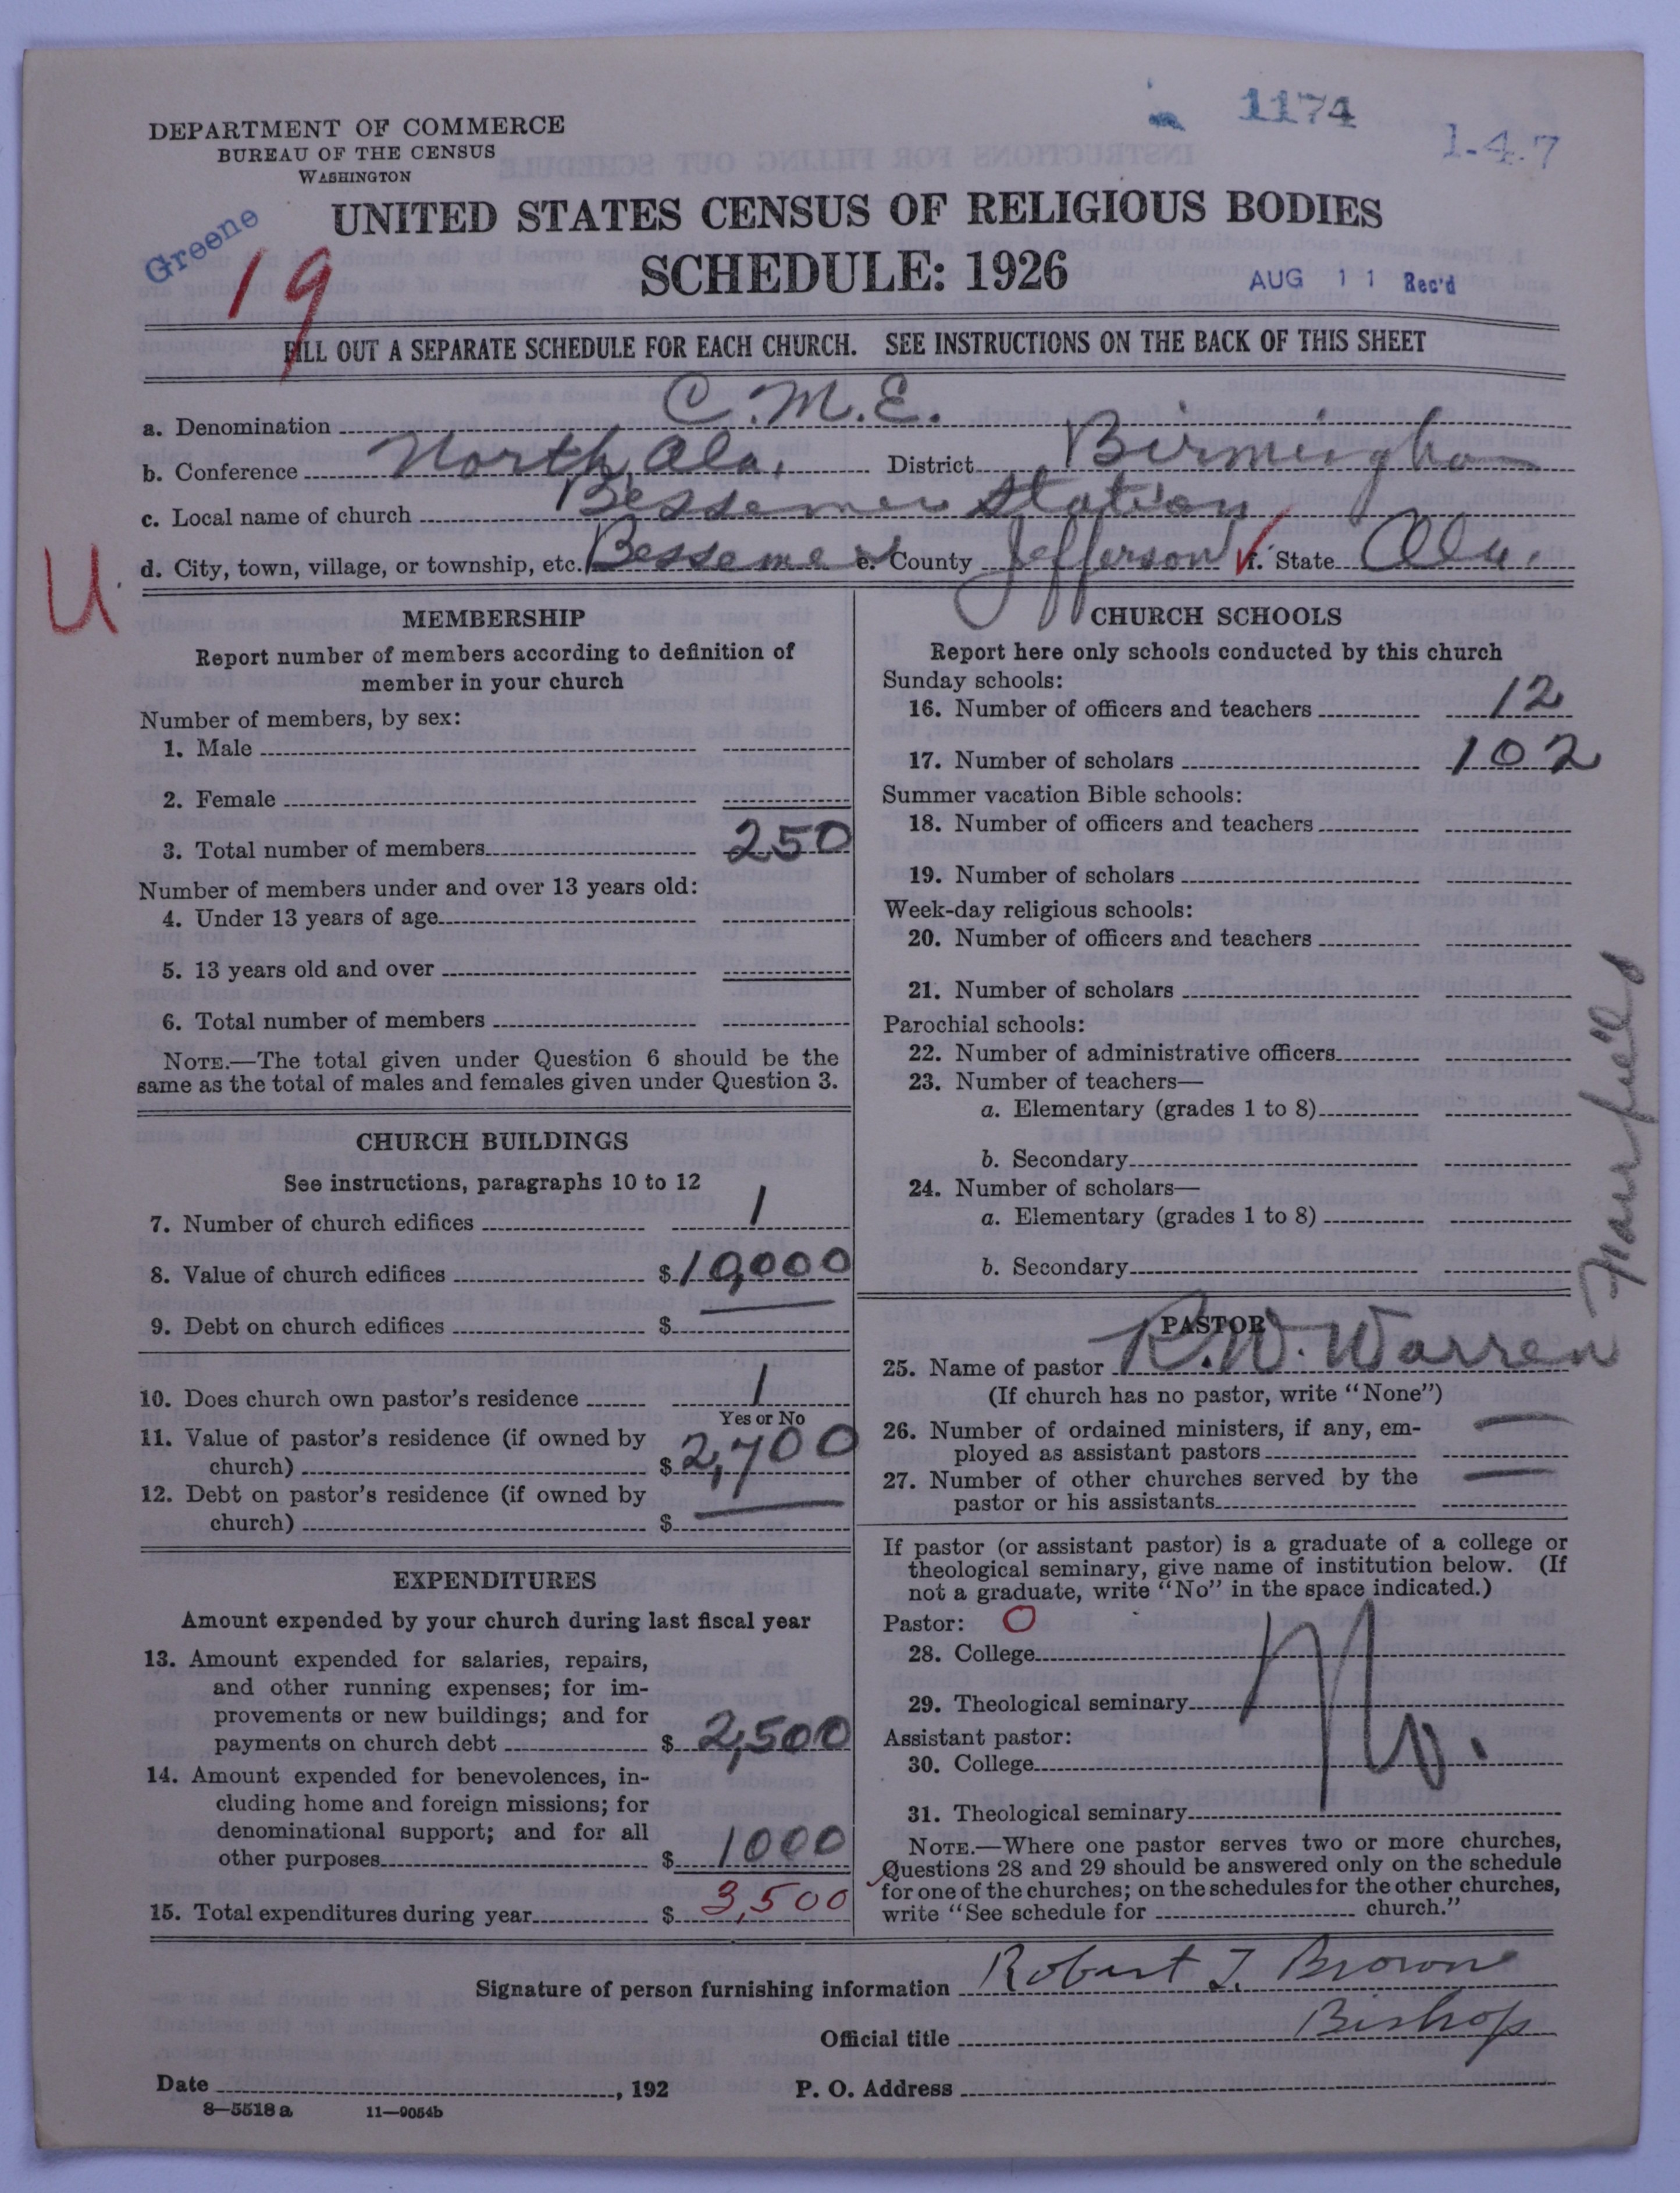 1174
1-4-7
DEPARTMENT OF COMMERCE
BUREAU OF THE CENSUS
WASHINGTON
Greene
19
UNITED STATES CENSUS OF RELIGIOUS BODIES
SCHEDULE: 1926
AUG 11 Rec'd
FILL OUT A SEPARATE SCHEDULE FOR EACH CHURCH. SEE INSTRUCTIONS ON THE BACK OF THIS SHEET
a. Denomination C.M.E.
b. Conference North Ala. District Birmingham
c. Local name of church Bessemer Station
d. City, town, village, or township, etc. Bessemer e. County Jefferson f. State Ala.
U
MEMBERSHIP
Report number of members according to definition of
member in your church
Number of members, by sex:
1. Male
2. Female
3. Total number of members 250
Number of members under and over 13 years old:
4. Under 13 years of age
5. 13 years old and over
6. Total number of members
NOTE.—The total given under Question 6 should be the
same as the total of males and females given under Question 3.
CHURCH BUILDINGS
See instructions, paragraphs 10 to 12
7. Number of church edifices 1
8. Value of church edifices $10,000
9. Debt on church edifices $
10. Does church own pastor's residence 1
Yes or No
11. Value of pastor's residence (if owned by
church) $2,700
12. Debt on pastor's residence (if owned by
church) $
EXPENDITURES
Amount expended by your church during last fiscal year
13. Amount expended for salaries, repairs,
and other running expenses; for im-
provements or new buildings; and for
payments on church debt $2,500
14. Amount expended for benevolences, in-
cluding home and foreign missions; for
denominational support; and for all
other purposes $1000
15. Total expenditures during year $3,500
CHURCH SCHOOLS
Report here only schools conducted by this church
Sunday schools:
16. Number of officers and teachers 12
17. Number of scholars 102
Summer vacation Bible schools:
18. Number of officers and teachers
19. Number of scholars
Week-day religious schools:
20. Number of officers and teachers
21. Number of scholars
Parochial schools:
22. Number of administrative officers
23. Number of teachers—
a. Elementary (grades 1 to 8)
b. Secondary
24. Number of scholars—
a. Elementary (grades 1 to 8)
b. Secondary
PASTOR
25. Name of pastor R.W. Warren
(If church has no pastor, write "None")
26. Number of ordained ministers, if any, em-
ployed as assistant pastors —
27. Number of other churches served by the
pastor or his assistants —
If pastor (or assistant pastor) is a graduate of a college or
theological seminary, give name of institution below. (If
not a graduate, write "No" in the space indicated.)
Pastor: O
28. College
29. Theological seminary
Assistant pastor:
30. College
31. Theological seminary
NOTE.—Where one pastor serves two or more churches,
Questions 28 and 29 should be answered only on the schedule
for one of the churches; on the schedules for the other churches,
write "See schedule for church."
Signature of person furnishing information Robert T. Brown
Official title Bishop
Date , 192 P. O. Address
8—5518 a 11—9054b